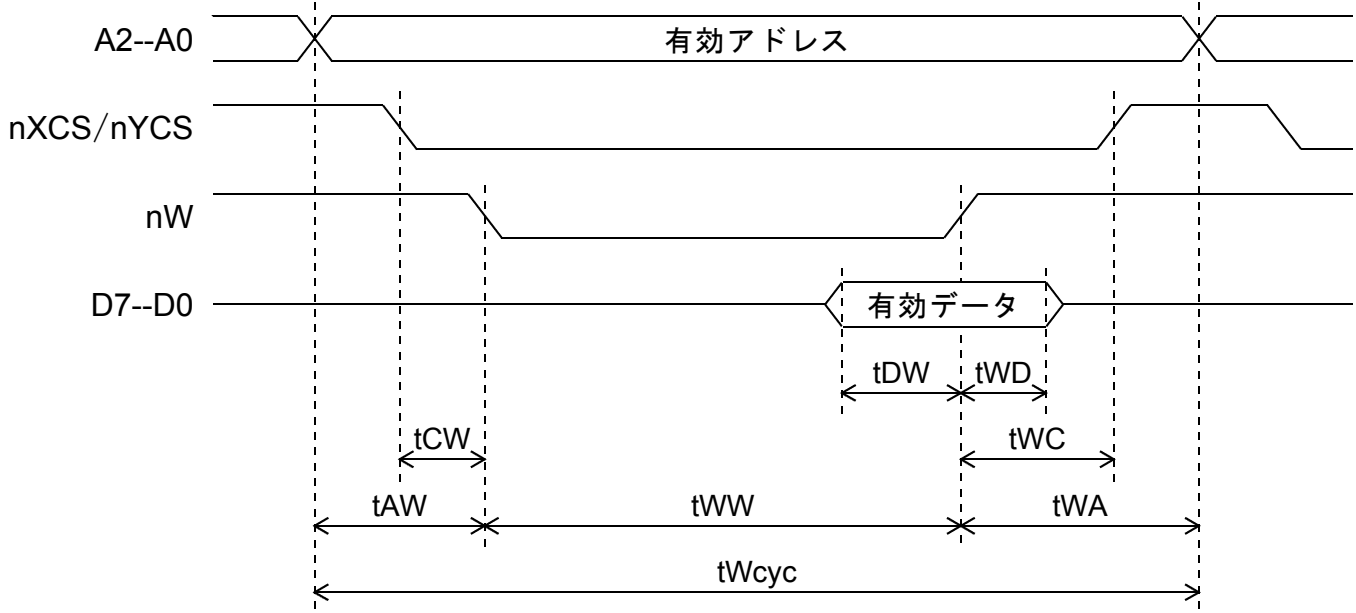 A2--A0
有効アドレス
nXCS/nYCS
nW
D7--D0
有効データ
tDW
tWD
tCW
tWC
tAW
tWW
tWA
tWcyc